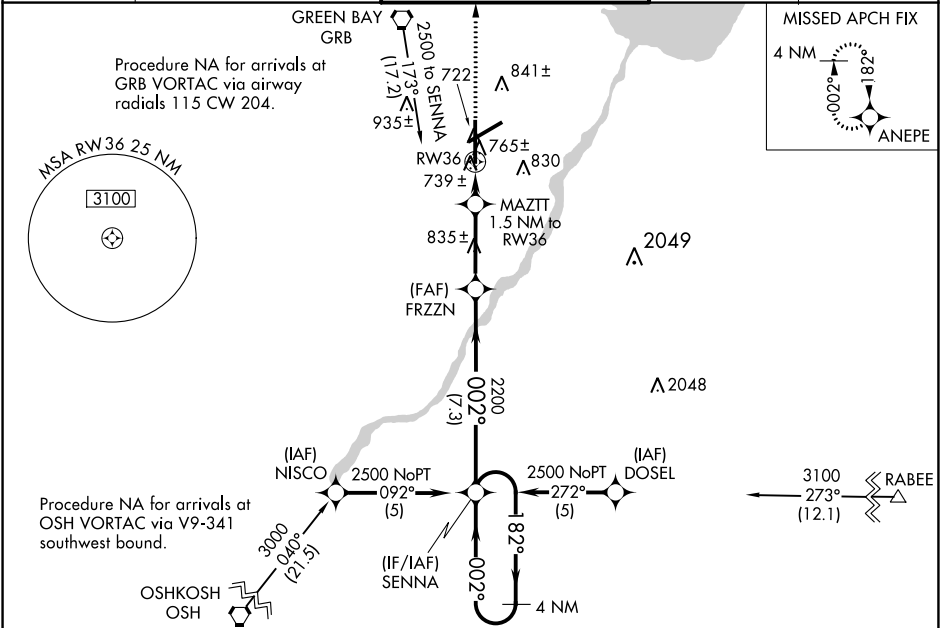 GREEN BAY
GRB
2500 to SENNA
173°
(17.2)
Procedure NA for arrivals at
GRB VORTAC via airway
radials 115 CW 204.
935±
722
841±
765±
RW36
830
739 ±
MAZTT
1.5 NM to
RW36
835±
2049
(FAF)
FRZZN
MISSED APCH FIX
4 NM
002°
182°
ANEPE
MSA RW36 25 NM
3100
2200
002°
(7.3)
2048
(IAF)
NISCO
2500 NoPT
092°
(5)
2500 NoPT
272°
(5)
(IAF)
DOSEL
3100
273°
(12.1)
RABEE
Procedure NA for arrivals at
OSH VORTAC via V9-341
southwest bound.
3000
040°
(21.5)
OSHKOSH
OSH
(IF/IAF)
SENNA
002°
182°
4 NM